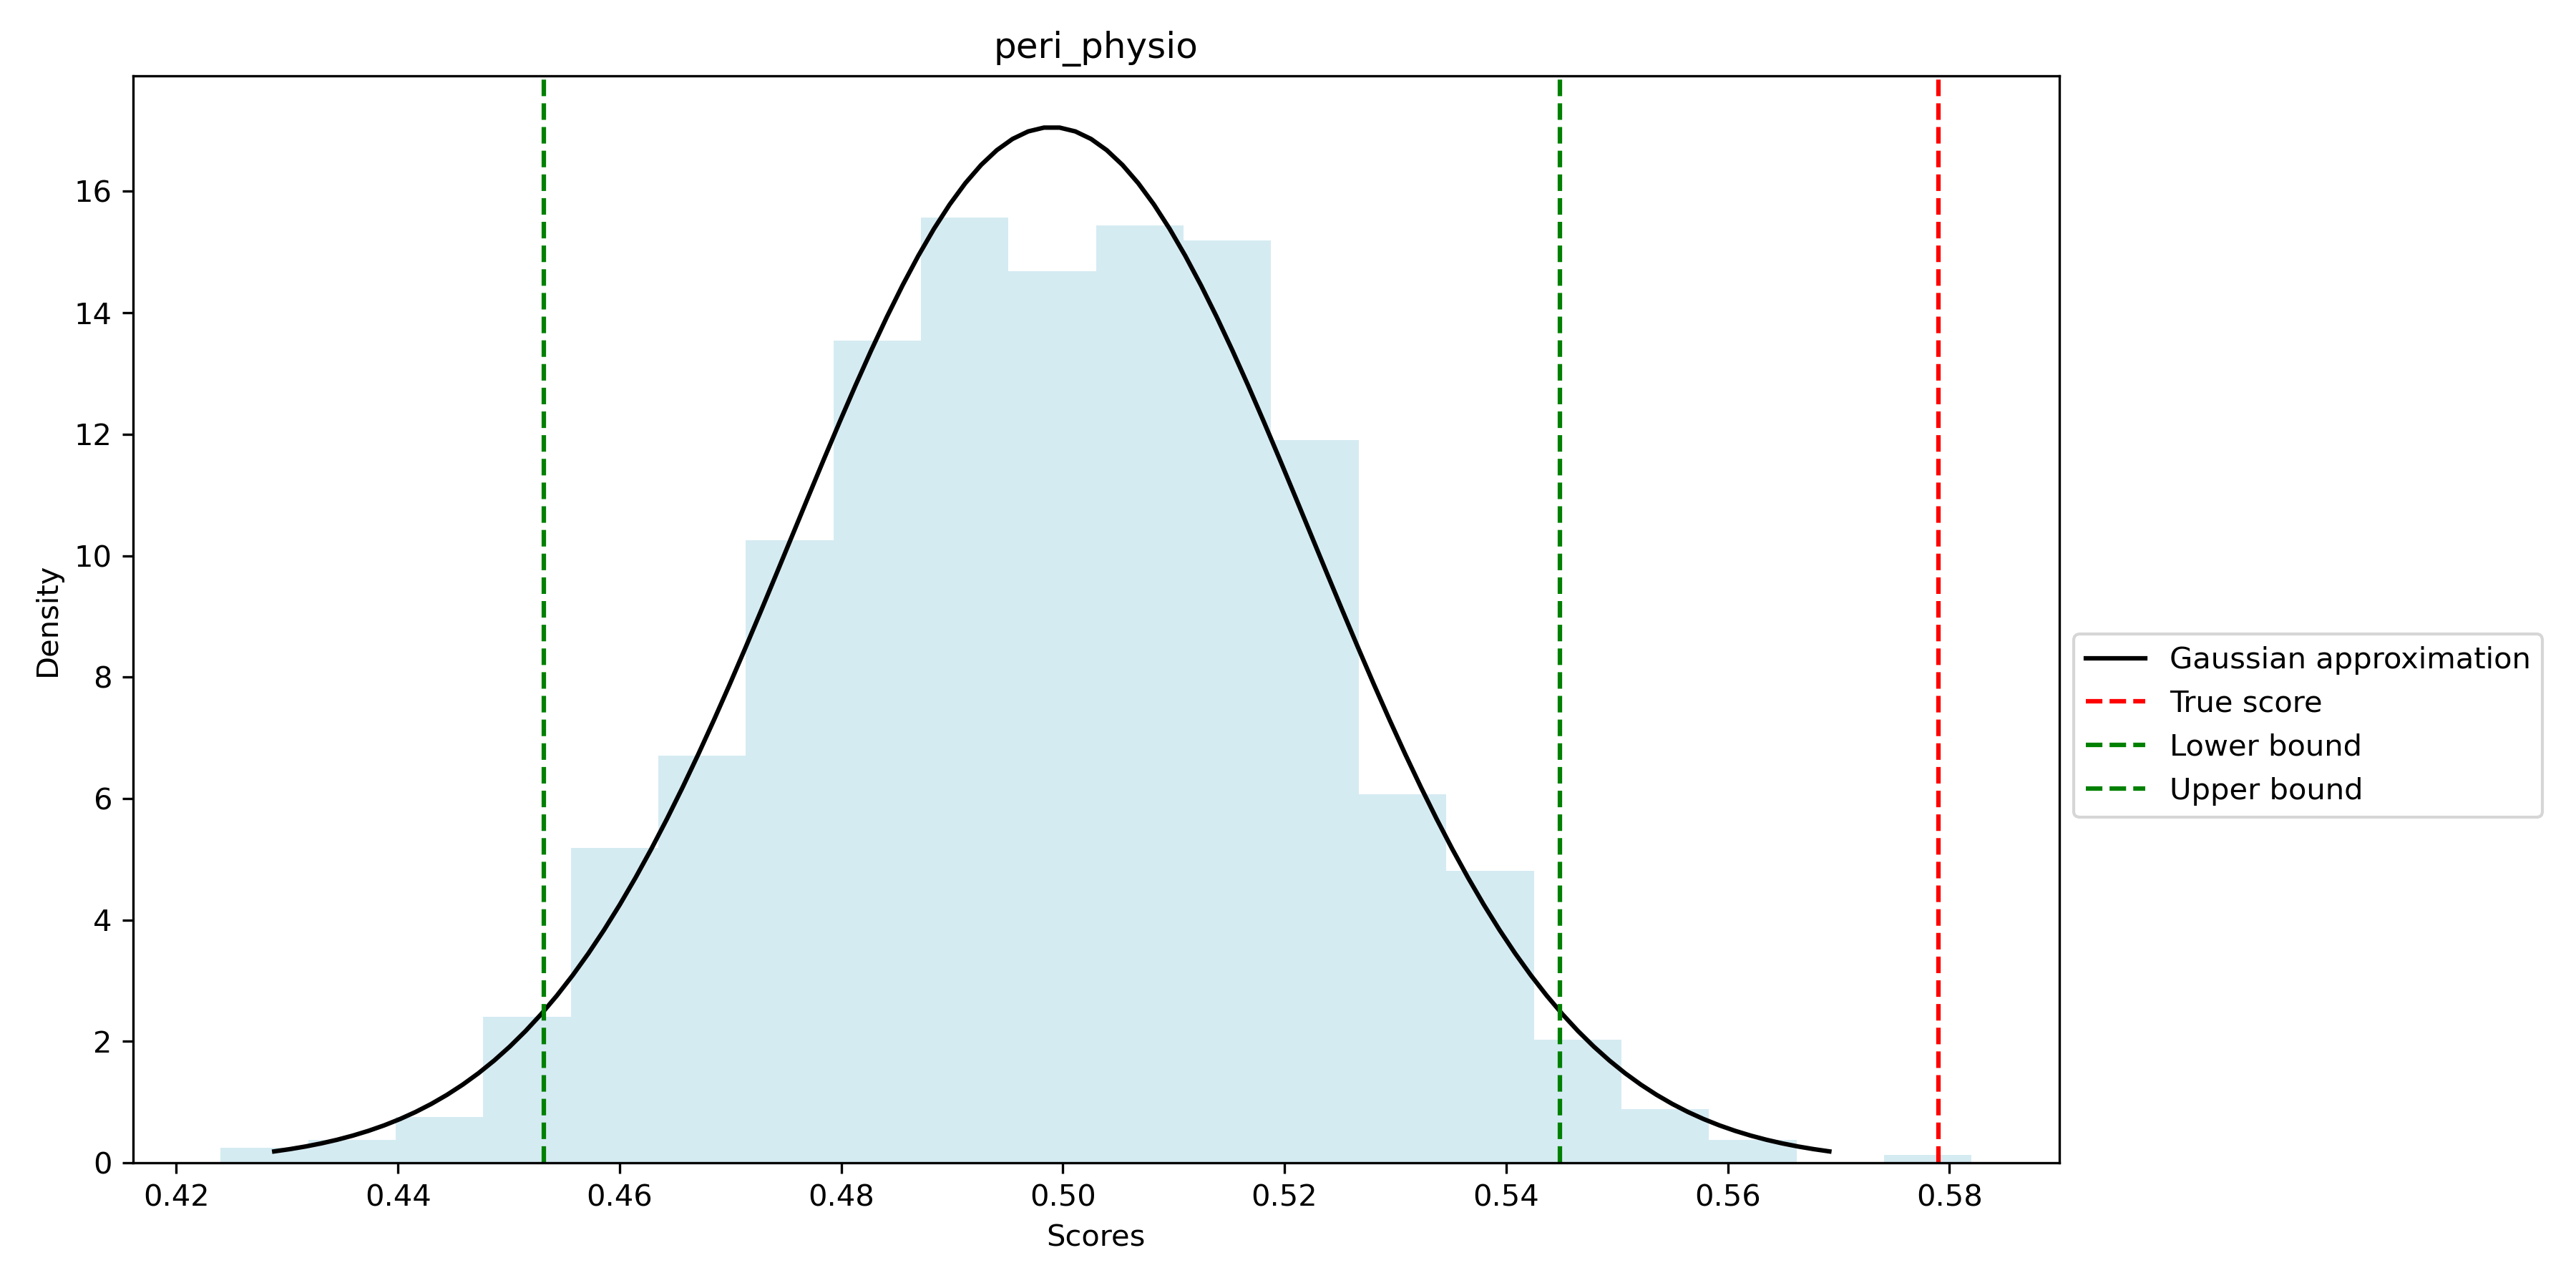 peri_physio
16
14
12
10
8
6
4
2
0
Density
0.42 0.44 0.46 0.48 0.50 0.52 0.54 0.56 0.58
Scores
Gaussian approximation
True score
Lower bound
Upper bound